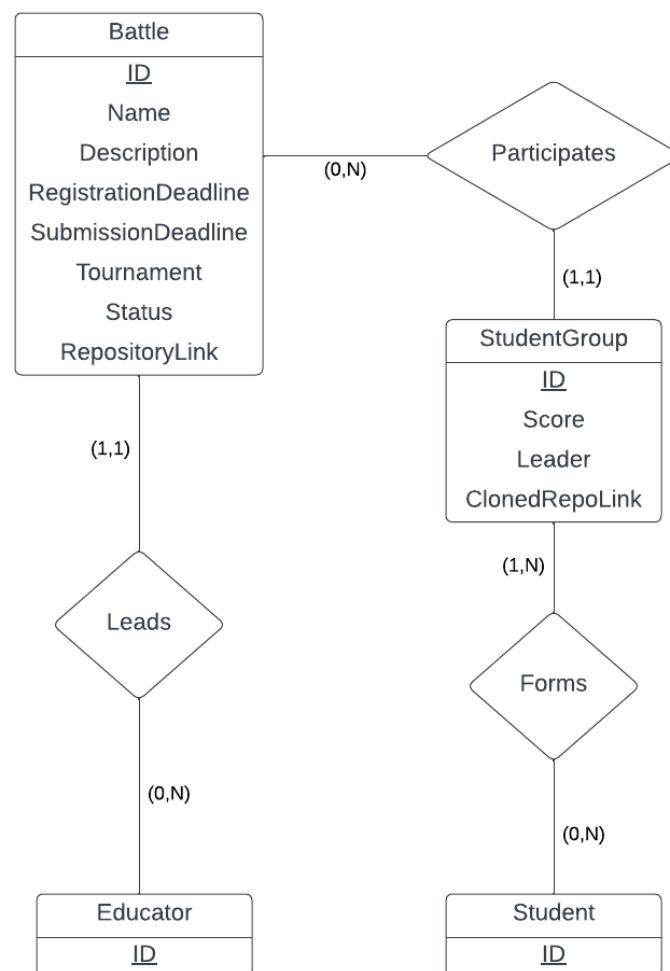 Battle
ID
Name
Description
RegistrationDeadline
SubmissionDeadline
Tournament
Status
RepositoryLink
(0,N)
Participates
(1,1)
StudentGroup
ID
Score
Leader
ClonedRepoLink
(1,1)
(1,N)
Leads
Forms
(0,N)
(0,N)
Educator
ID
Student
ID